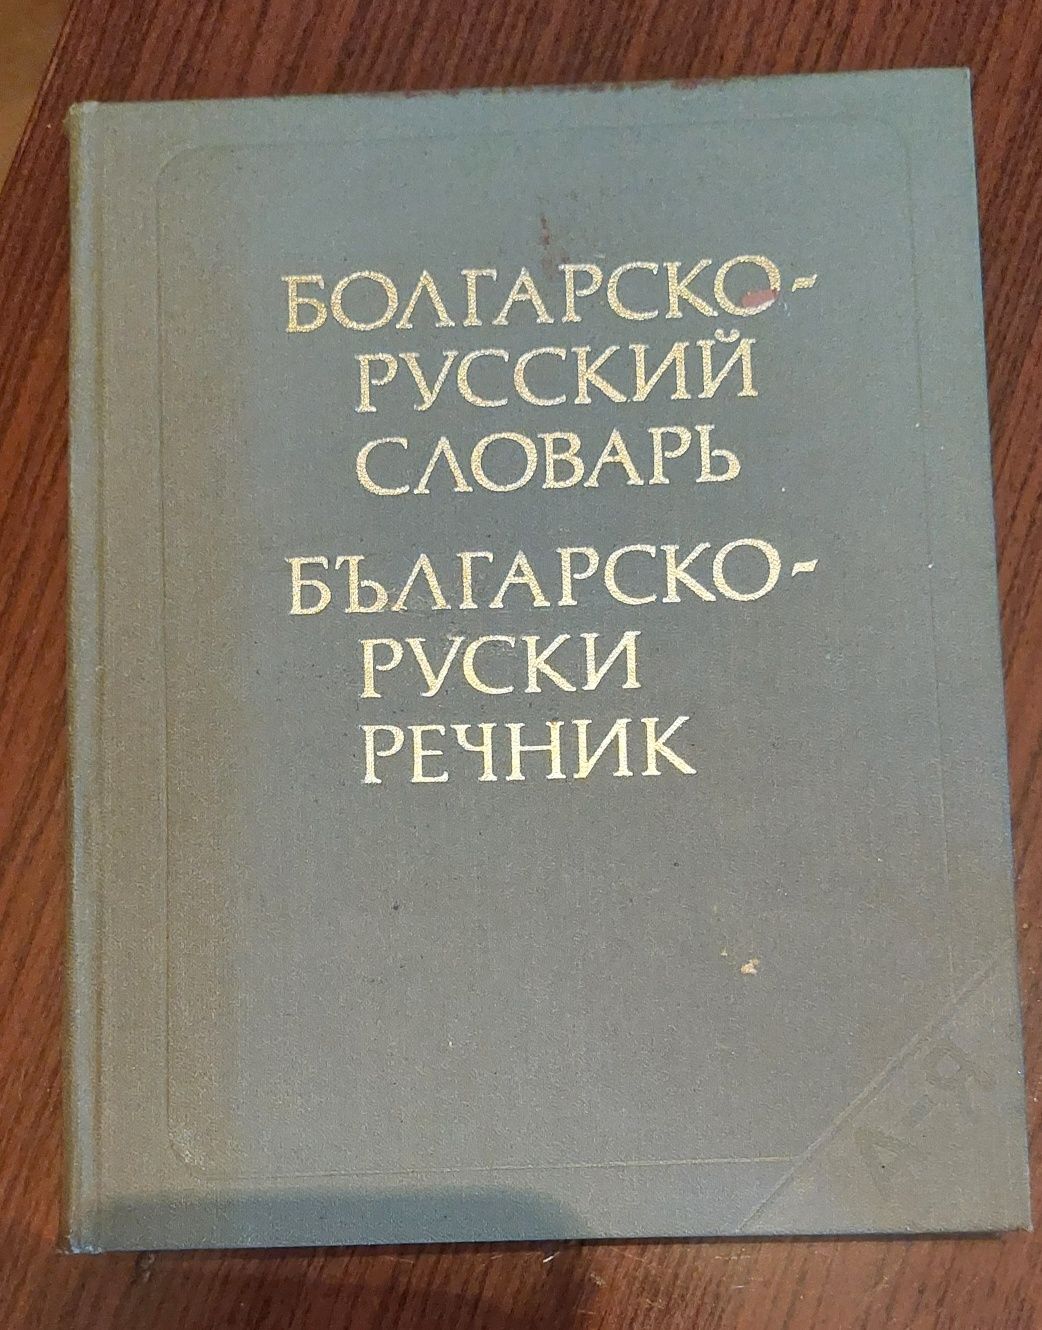 БОЛГАРСКО-
РУССКИЙ
СЛОВАРЬ
БЪЛГАРСКО-
РУСКИ
РЕЧНИК
А-Я